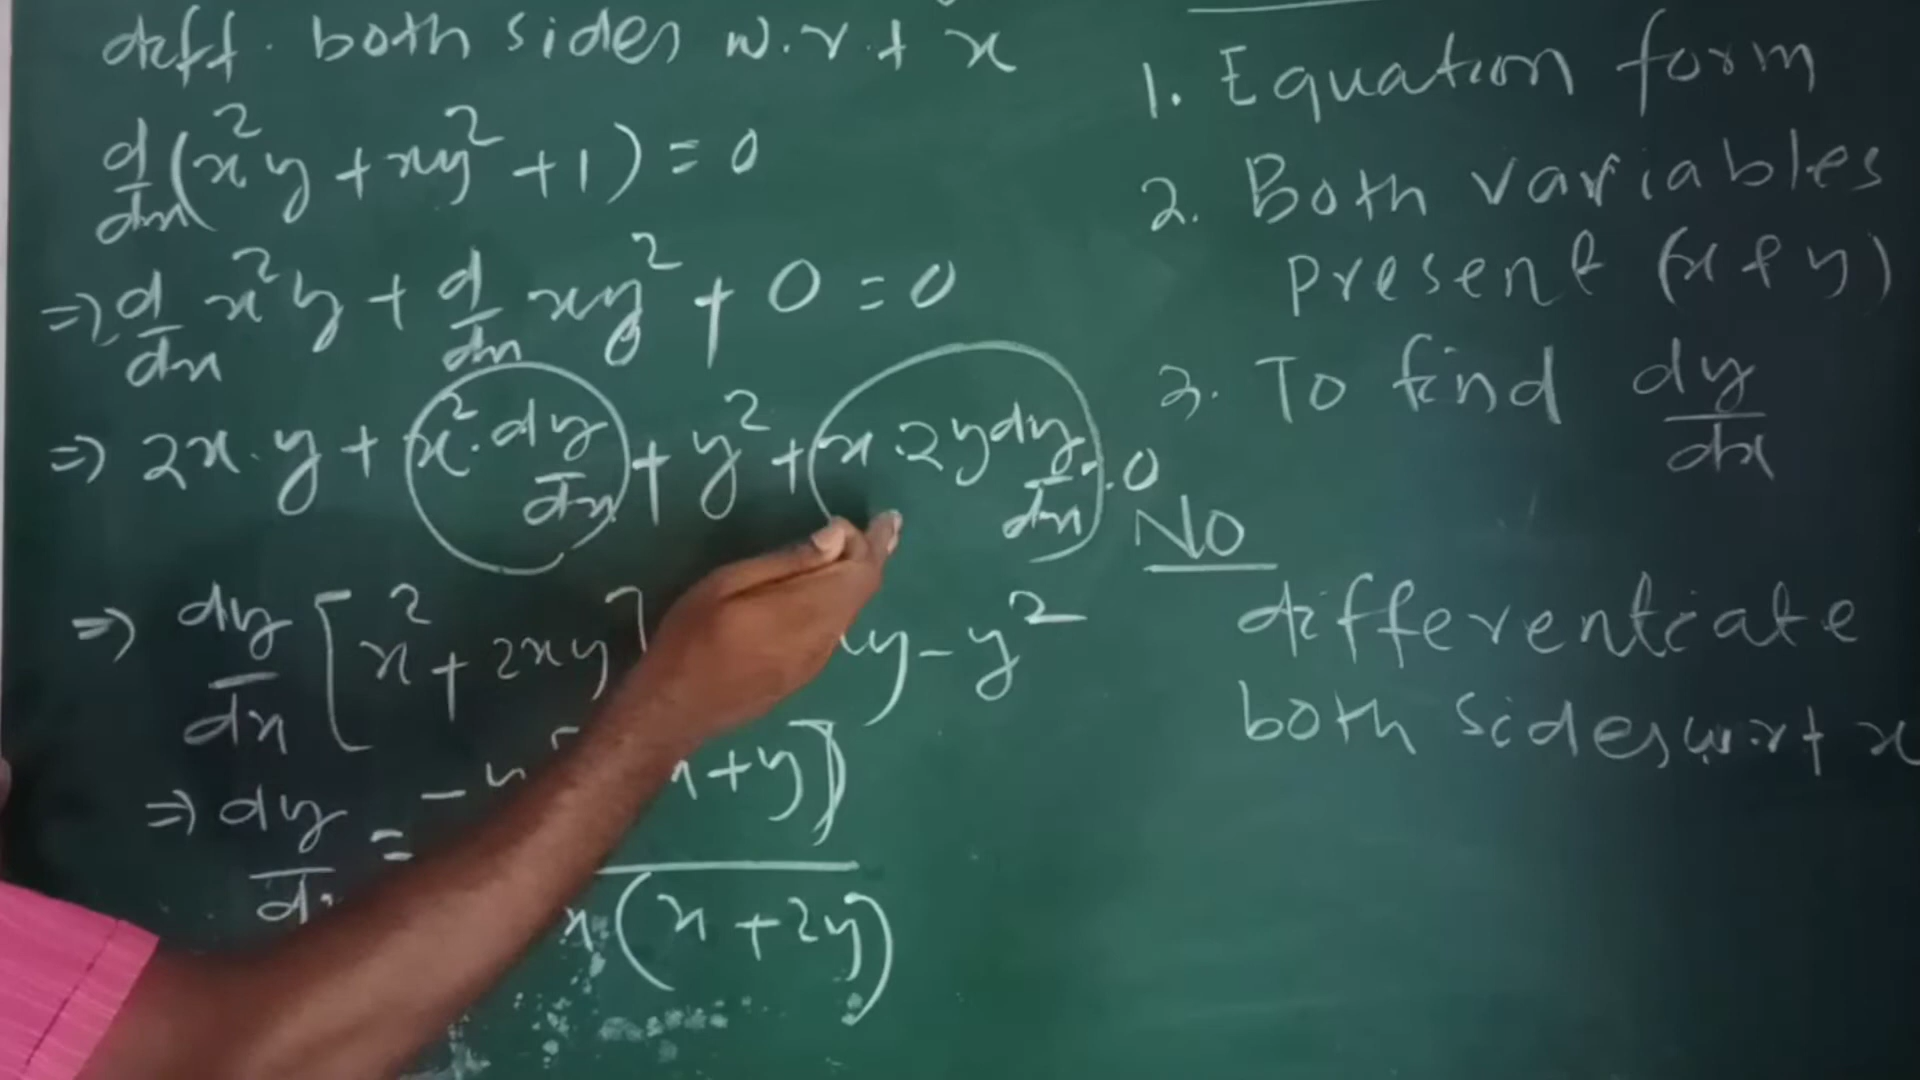 diff. both sides w.r.t x
d/dx (x²y + xy² + 1) = 0
⇒ d/dx x²y + d/dx xy² + 0 = 0
⇒ 2x.y + x².dy/dx + y² + x.2y dy/dx = 0
⇒ dy/dx [x² + 2xy] xy - y²
⇒ dy/dx = - x+y)
x(x+2y)
1. Equation form
2. Both variables
present (x & y)
3. To find dy/dx
NO
differentiate
both sides w.r.t x